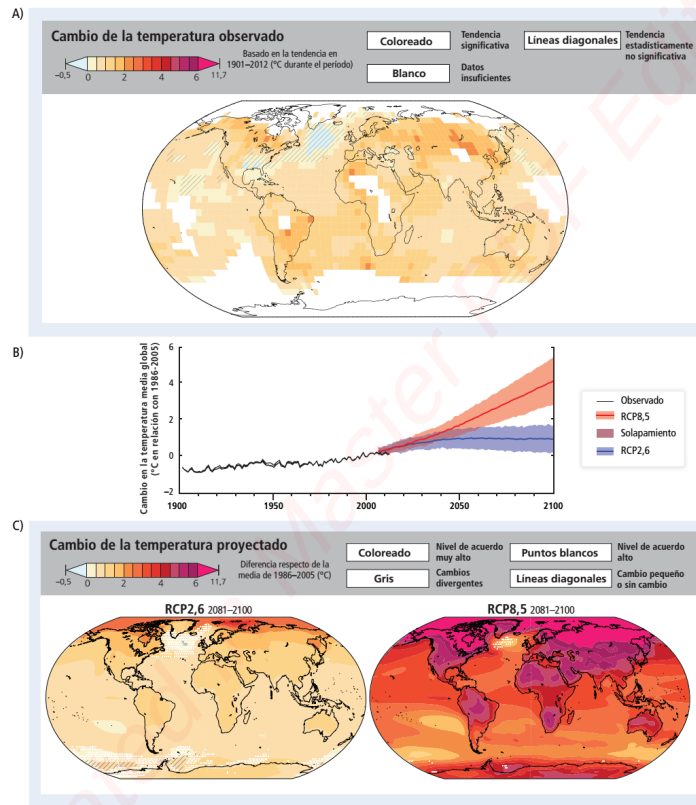 A)
Cambio de la temperatura observado
Basado en la tendencia en
1901–2012 (°C durante el período)
–0,5 0 2 4 6 11,7
Coloreado
Tendencia
significativa
Líneas diagonales
Tendencia
estadísticamente
no significativa
Blanco
Datos
insuficientes
B)
Cambio en la temperatura media global
(°C en relación con 1986-2005)
6
4
2
0
–2
1900 1950 2000 2050 2100
Observado
RCP8,5
Solapamiento
RCP2,6
C)
Cambio de la temperatura proyectado
Diferencia respecto de la
media de 1986–2005 (°C)
–0,5 0 2 4 6 11,7
Coloreado
Nivel de acuerdo
muy alto
Puntos blancos
Nivel de acuerdo
alto
Gris
Cambios
divergentes
Líneas diagonales
Cambio pequeño
o sin cambio
RCP2,6 2081–2100
RCP8,5 2081–2100